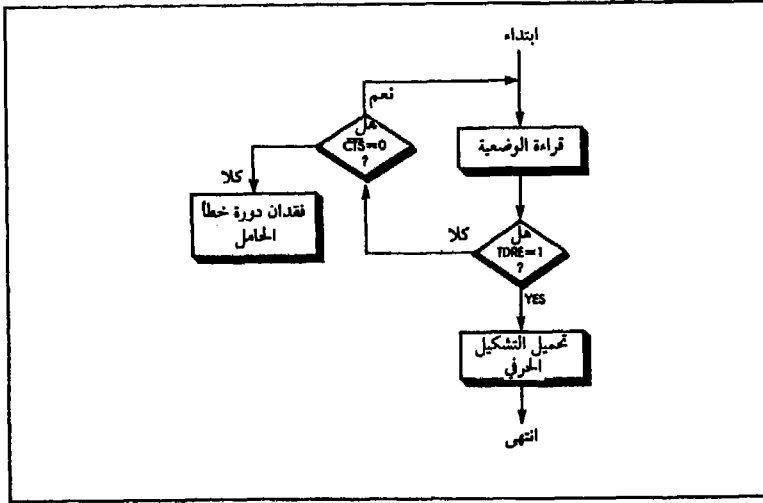 ابتداء
نعم
هل
CTS=0
?
قراءة الوضعية
كلا
فقدان دورة خطأ
الحامل
كلا
هل
TDRE=1
?
YES
تحميل التشكيل
الحرفي
انتهى